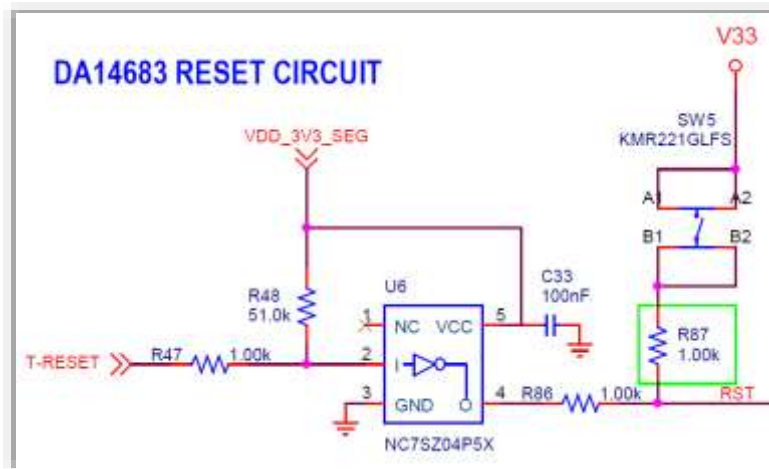 V33
DA14683 RESET CIRCUIT
SW5
KMR221GLFS
VDD_3V3_SEG
A1
A2
B1
B2
R48
51.0k
U6
C33
100nF
1
NC
VCC
5
R87
1.00k
T-RESET
R47
1.00k
2
I
3
GND
O
4
R86
1.00k
RST
NC7SZ04P5X